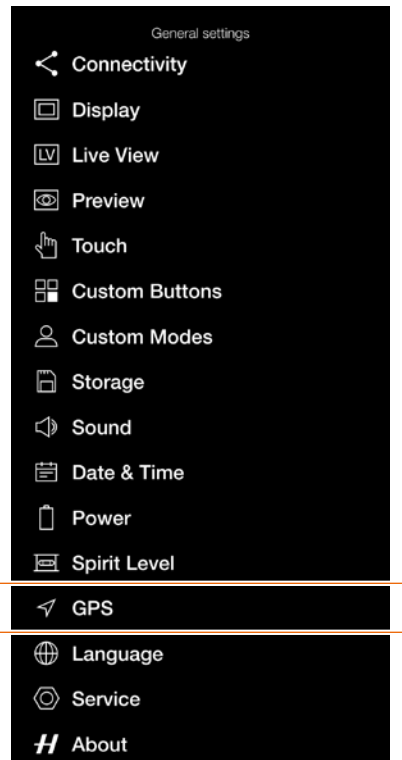 General settings
Connectivity
Display
LV Live View
Preview
Touch
Custom Buttons
Custom Modes
Storage
Sound
Date & Time
Power
Spirit Level
GPS
Language
Service
H About